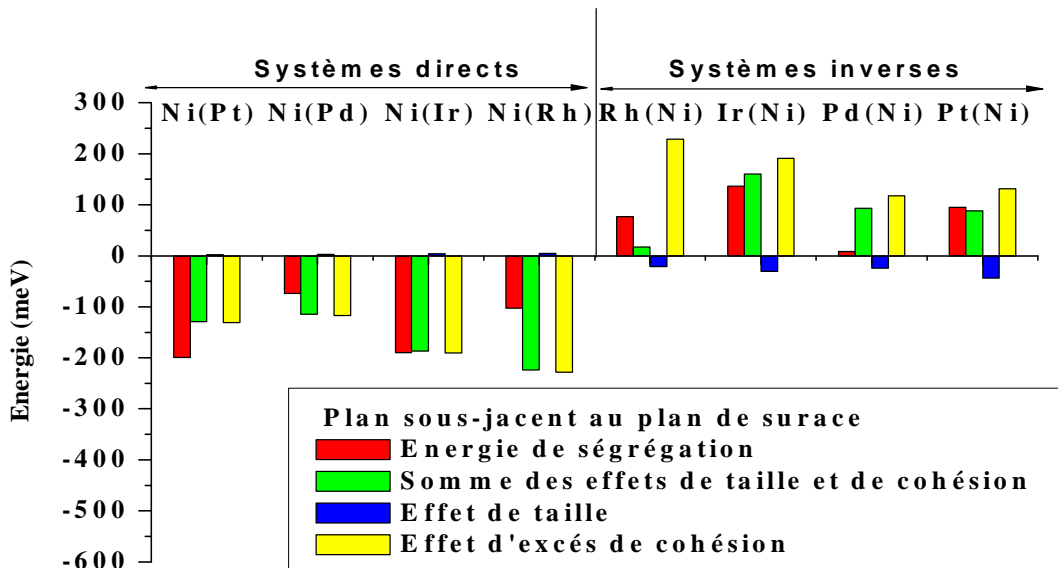 Systèmes directs
Systèmes inverses
Ni(Pt) Ni(Pd) Ni(Ir) Ni(Rh) Rh(Ni) Ir(Ni) Pd(Ni) Pt(Ni)
Energie (meV)
300
200
100
0
-100
-200
-300
-400
-500
-600
Plan sous-jacent au plan de surace
Energie de ségrégation
Somme des effets de taille et de cohésion
Effet de taille
Effet d'excés de cohésion